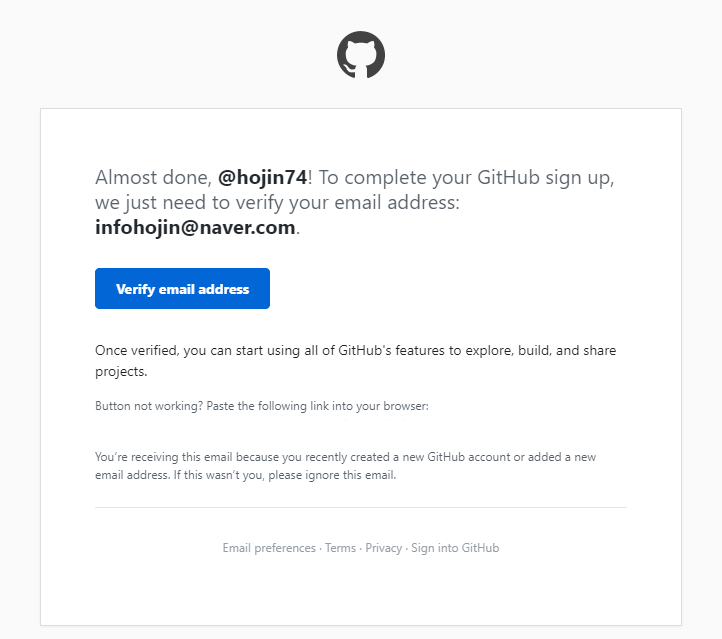 Almost done, @hojin74! To complete your GitHub sign up,
we just need to verify your email address:
infohojin@naver.com.
Verify email address
Once verified, you can start using all of GitHub's features to explore, build, and share
projects.
Button not working? Paste the following link into your browser:
You’re receiving this email because you recently created a new GitHub account or added a new
email address. If this wasn’t you, please ignore this email.
Email preferences · Terms · Privacy · Sign into GitHub